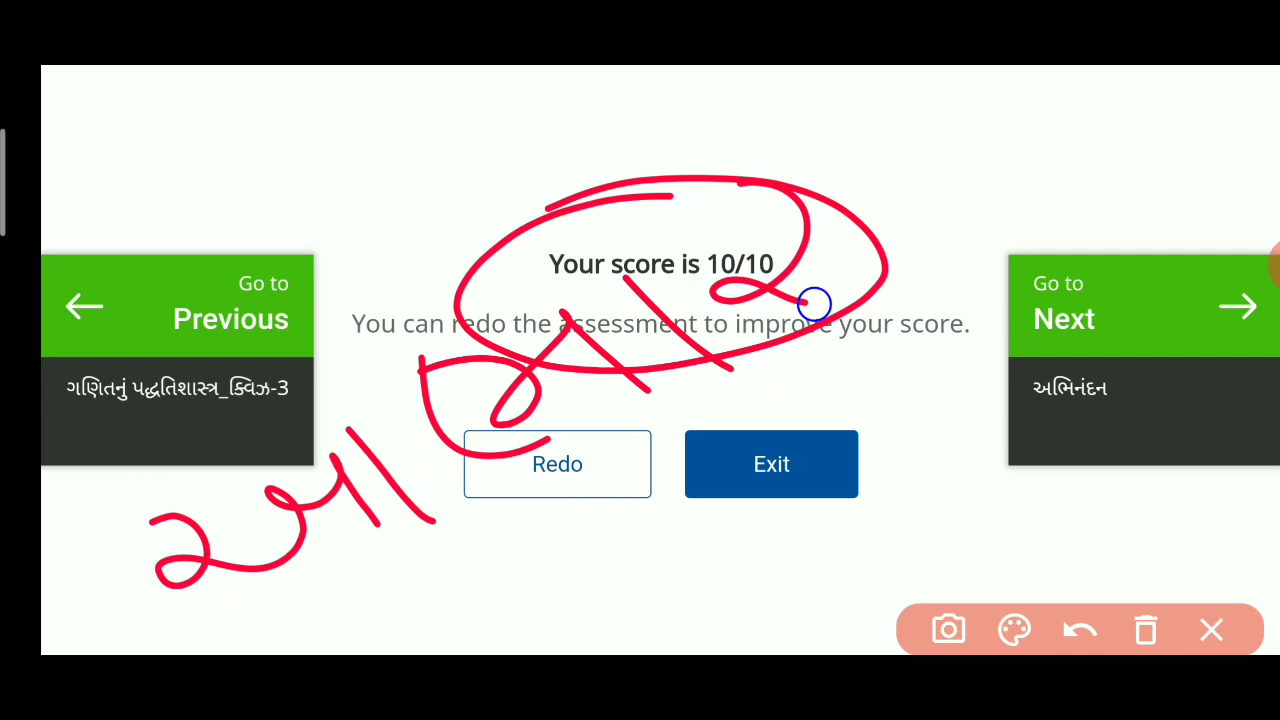 Your score is 10/10
You can redo the assessment to improve your score.
Go to
Previous
ગણિતનું પદ્ધતિશાસ્ત્ર_ક્વિઝ-3
Go to
Next
અભિનંદન
Redo
Exit